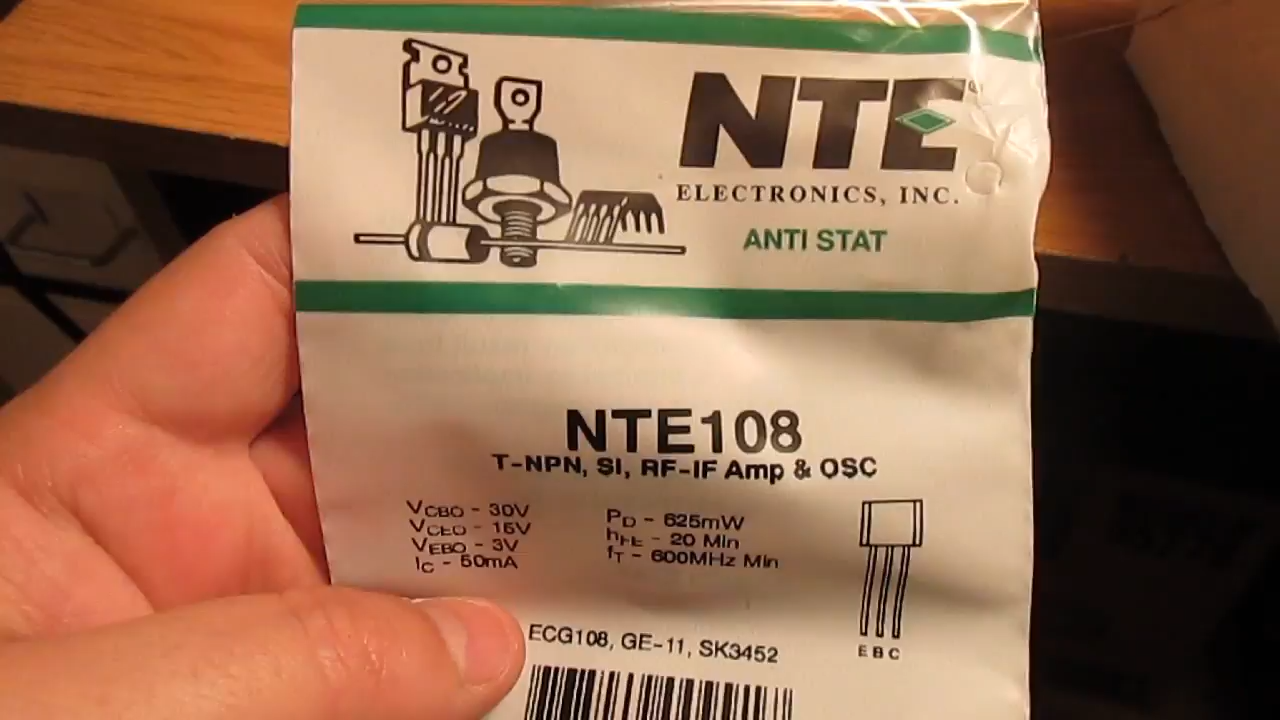 NTE®
ELECTRONICS, INC.
ANTI STAT
NTE108
T-NPN, SI, RF-IF Amp & OSC
VCBO - 30V
VCEO - 15V
VEBO - 3V
IC - 50mA
PD - 625mW
hFE - 20 Min
fT - 600MHz Min
E B C
ECG108, GE-11, SK3452